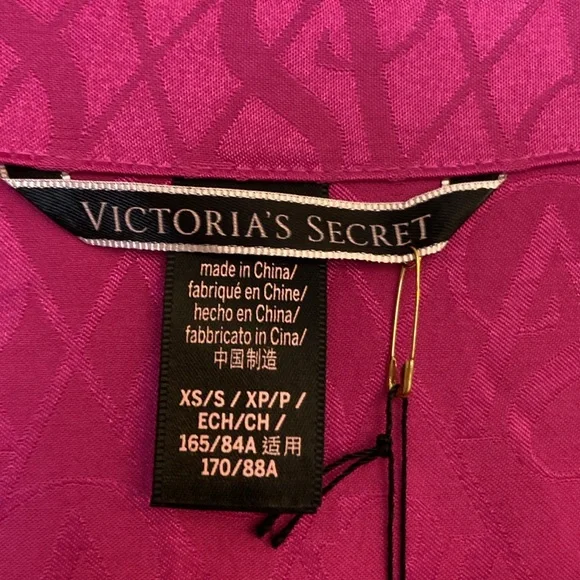 VICTORIA'S SECRET
made in China/
fabriqué en Chine/
hecho en China/
fabbricato in Cina/
中国制造
XS/S / XP/P /
ECH/CH /
165/84A 适用
170/88A